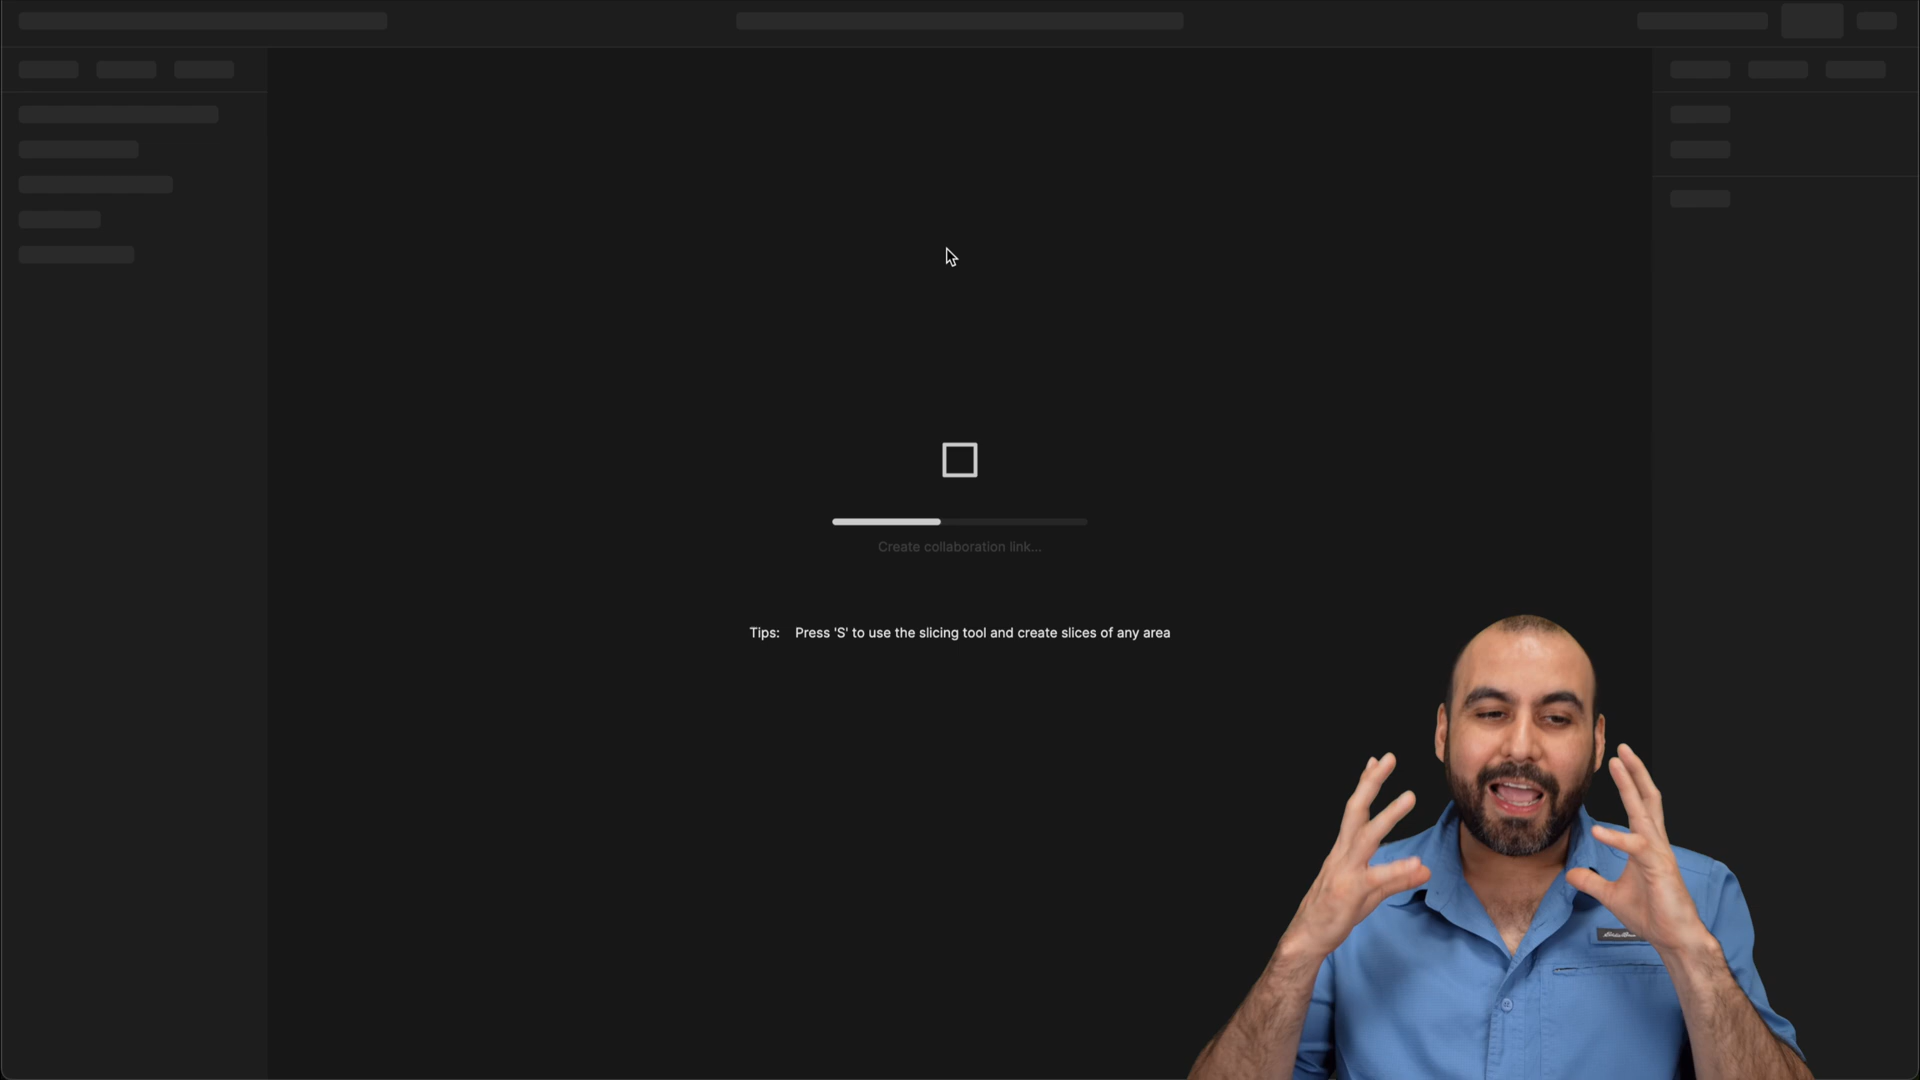 Create collaboration link...
Tips: Press 'S' to use the slicing tool and create slices of any area